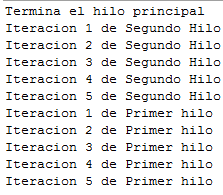 Termina el hilo principal
Iteracion 1 de Segundo Hilo
Iteracion 2 de Segundo Hilo
Iteracion 3 de Segundo Hilo
Iteracion 4 de Segundo Hilo
Iteracion 5 de Segundo Hilo
Iteracion 1 de Primer hilo
Iteracion 2 de Primer hilo
Iteracion 3 de Primer hilo
Iteracion 4 de Primer hilo
Iteracion 5 de Primer hilo